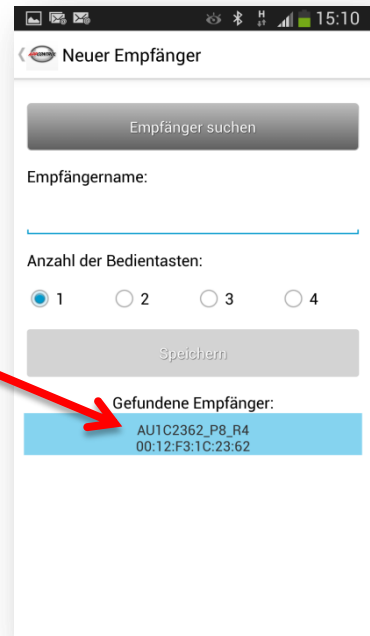 H
15:10
Neuer Empfänger
Empfänger suchen
Empfängername:
Anzahl der Bedientasten:
1 2 3 4
Speichern
Gefundene Empfänger:
AU1C2362_P8_R4
00:12:F3:1C:23:62